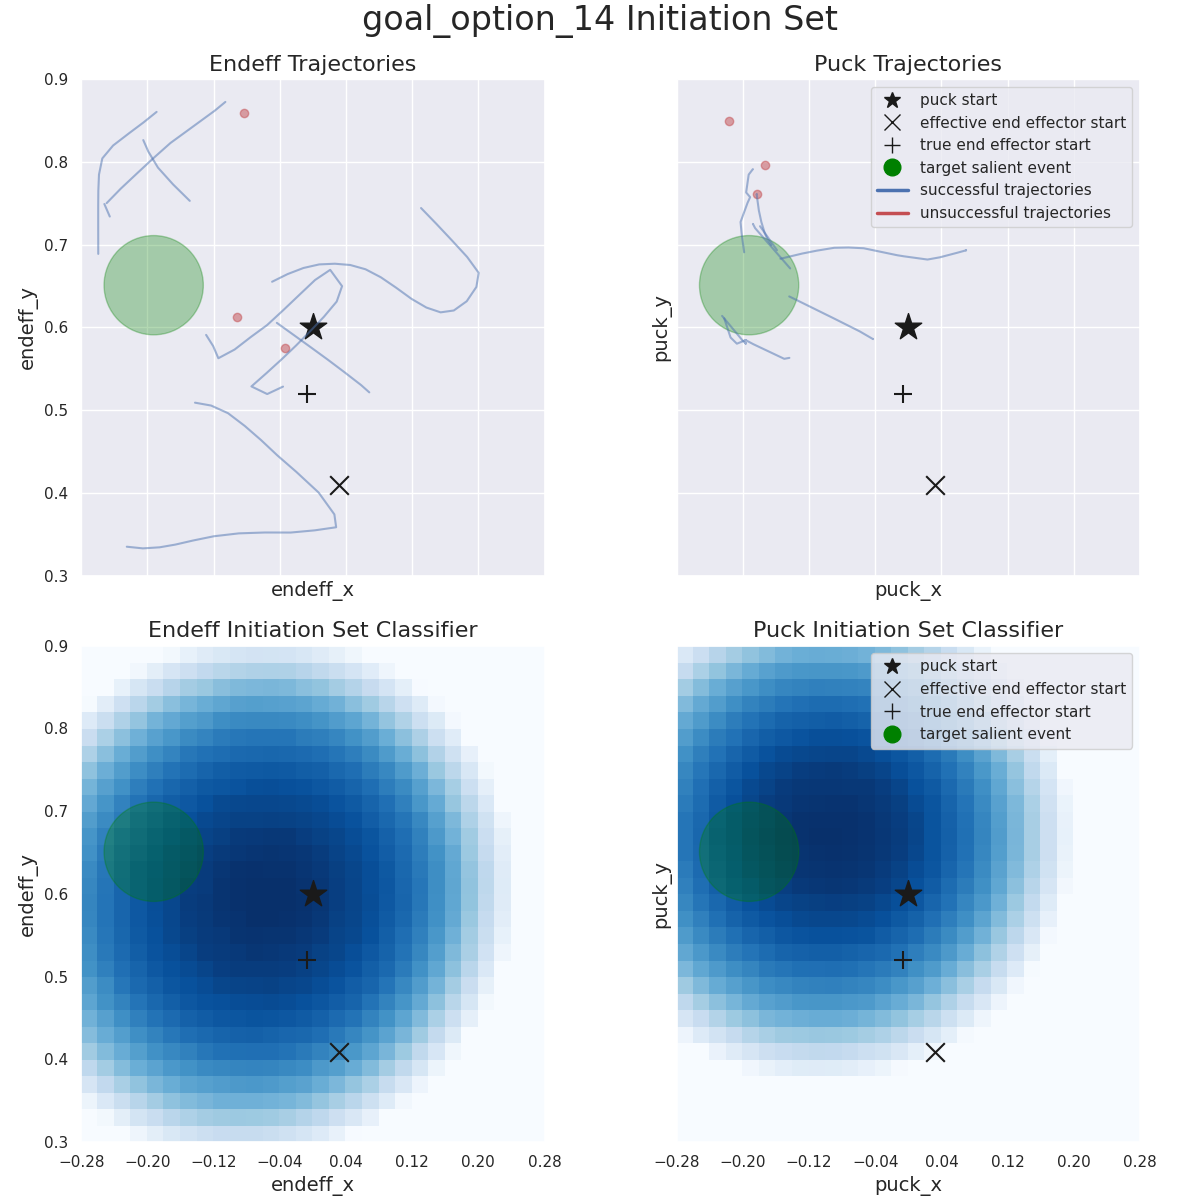 goal_option_14 Initiation Set
Endeff Trajectories
0.9
0.8
0.7
0.6
0.5
0.4
0.3
endeff_y
endeff_x
Puck Trajectories
puck start
effective end effector start
true end effector start
target salient event
successful trajectories
unsuccessful trajectories
puck_y
puck_x
Endeff Initiation Set Classifier
0.9
0.8
0.7
0.6
0.5
0.4
0.3
endeff_y
−0.28 −0.20 −0.12 −0.04 0.04 0.12 0.20 0.28
endeff_x
Puck Initiation Set Classifier
puck start
effective end effector start
true end effector start
target salient event
puck_y
−0.28 −0.20 −0.12 −0.04 0.04 0.12 0.20 0.28
puck_x